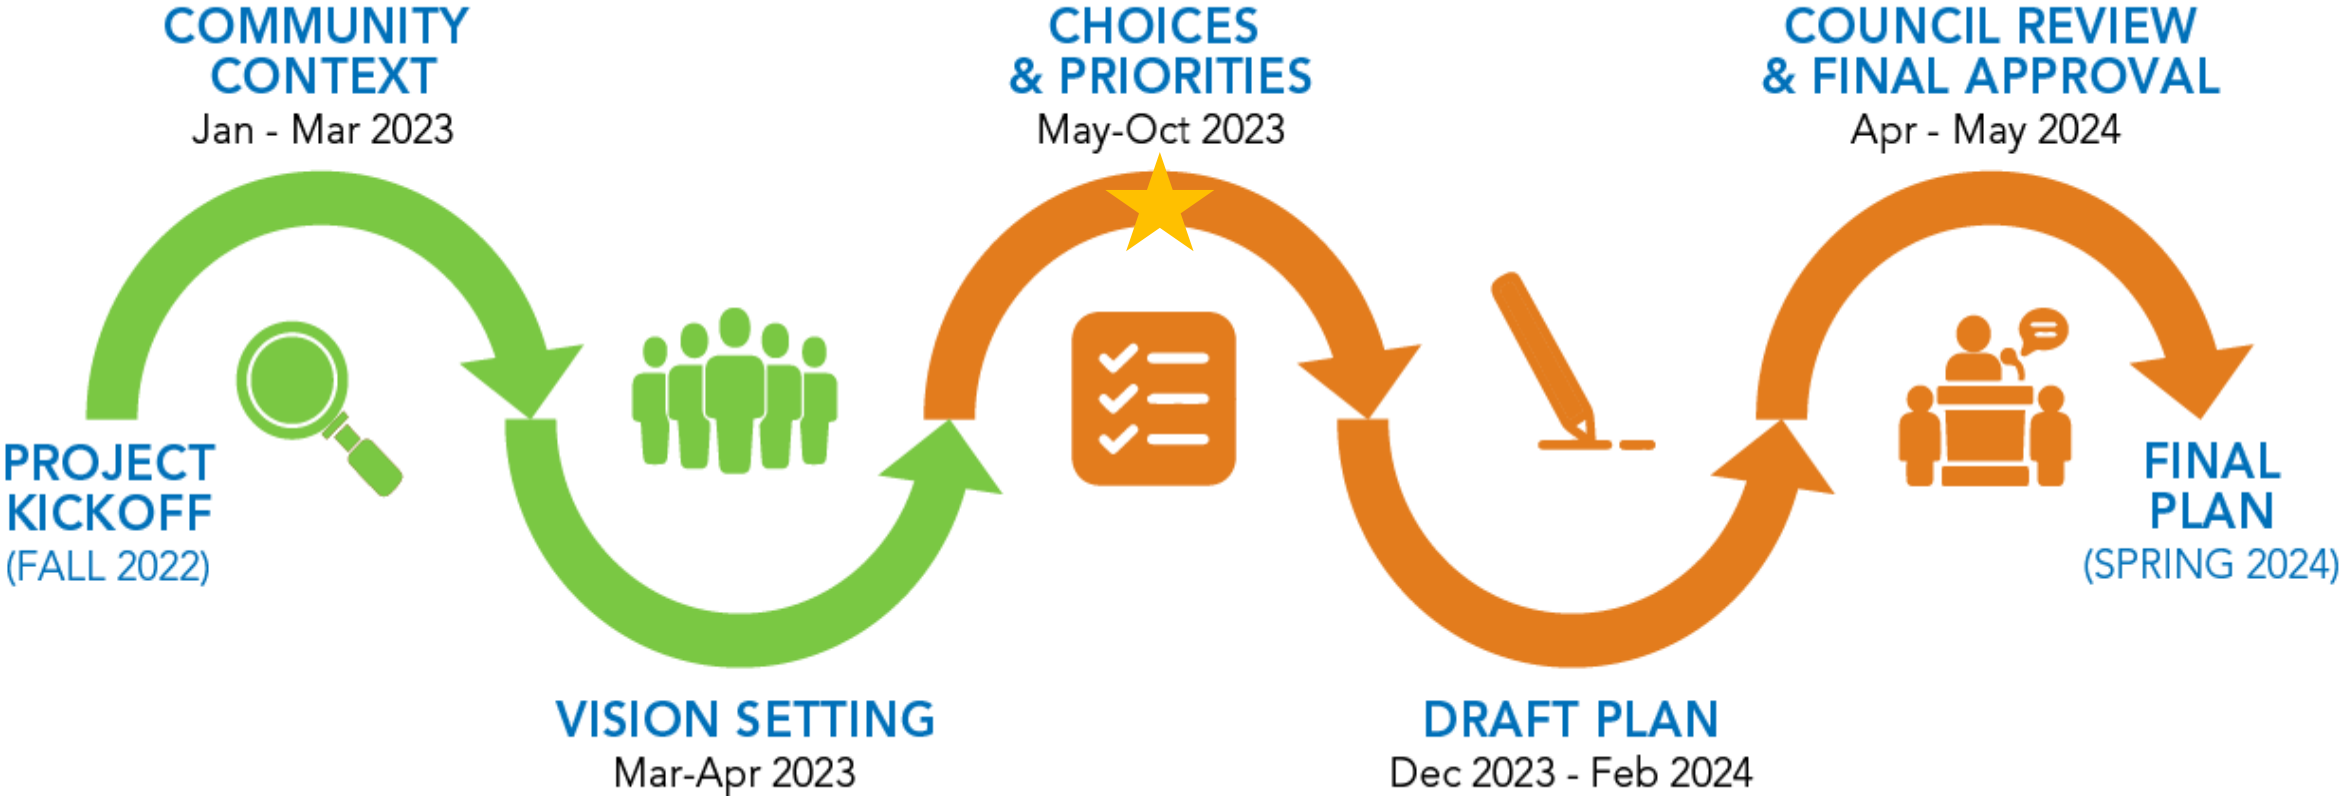 COMMUNITY
CONTEXT
Jan - Mar 2023
CHOICES
& PRIORITIES
May-Oct 2023
COUNCIL REVIEW
& FINAL APPROVAL
Apr - May 2024
PROJECT
KICKOFF
(FALL 2022)
FINAL
PLAN
(SPRING 2024)
VISION SETTING
Mar-Apr 2023
DRAFT PLAN
Dec 2023 - Feb 2024